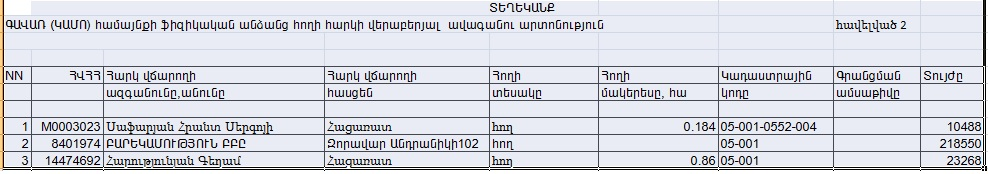 ՏԵՂԵԿԱՆՔ
ԳԱՎԱՌ (ԿԱՄՈ) համայնքի ֆիզիկական անձանց հողի հարկի վերաբերյալ ավագանու արտոնություն հավելված 2
NN ՀՎՀՀ Հարկ վճարողի Հարկ վճարողի Հողի Հողի Կադաստրային Գրանցման Տույժը
ազգանունը,անունը հասցեն տեսակը մակերեսը, հա կոդը ամսաթիվը
1 M0003023 Սաֆարյան Հրանտ Սերգոյի Հացառատ հող 0.184 05-001-0552-004 10488
2 8401974 ԲԱՐԵԿԱՄՈՒԹՅՈՒՆ ԲԲԸ Զորավար Անդրանիկի102 հող 05-001 218550
3 14474692 Հարությունյան Գեղամ Հազառատ հող 0.86 05-001 23268